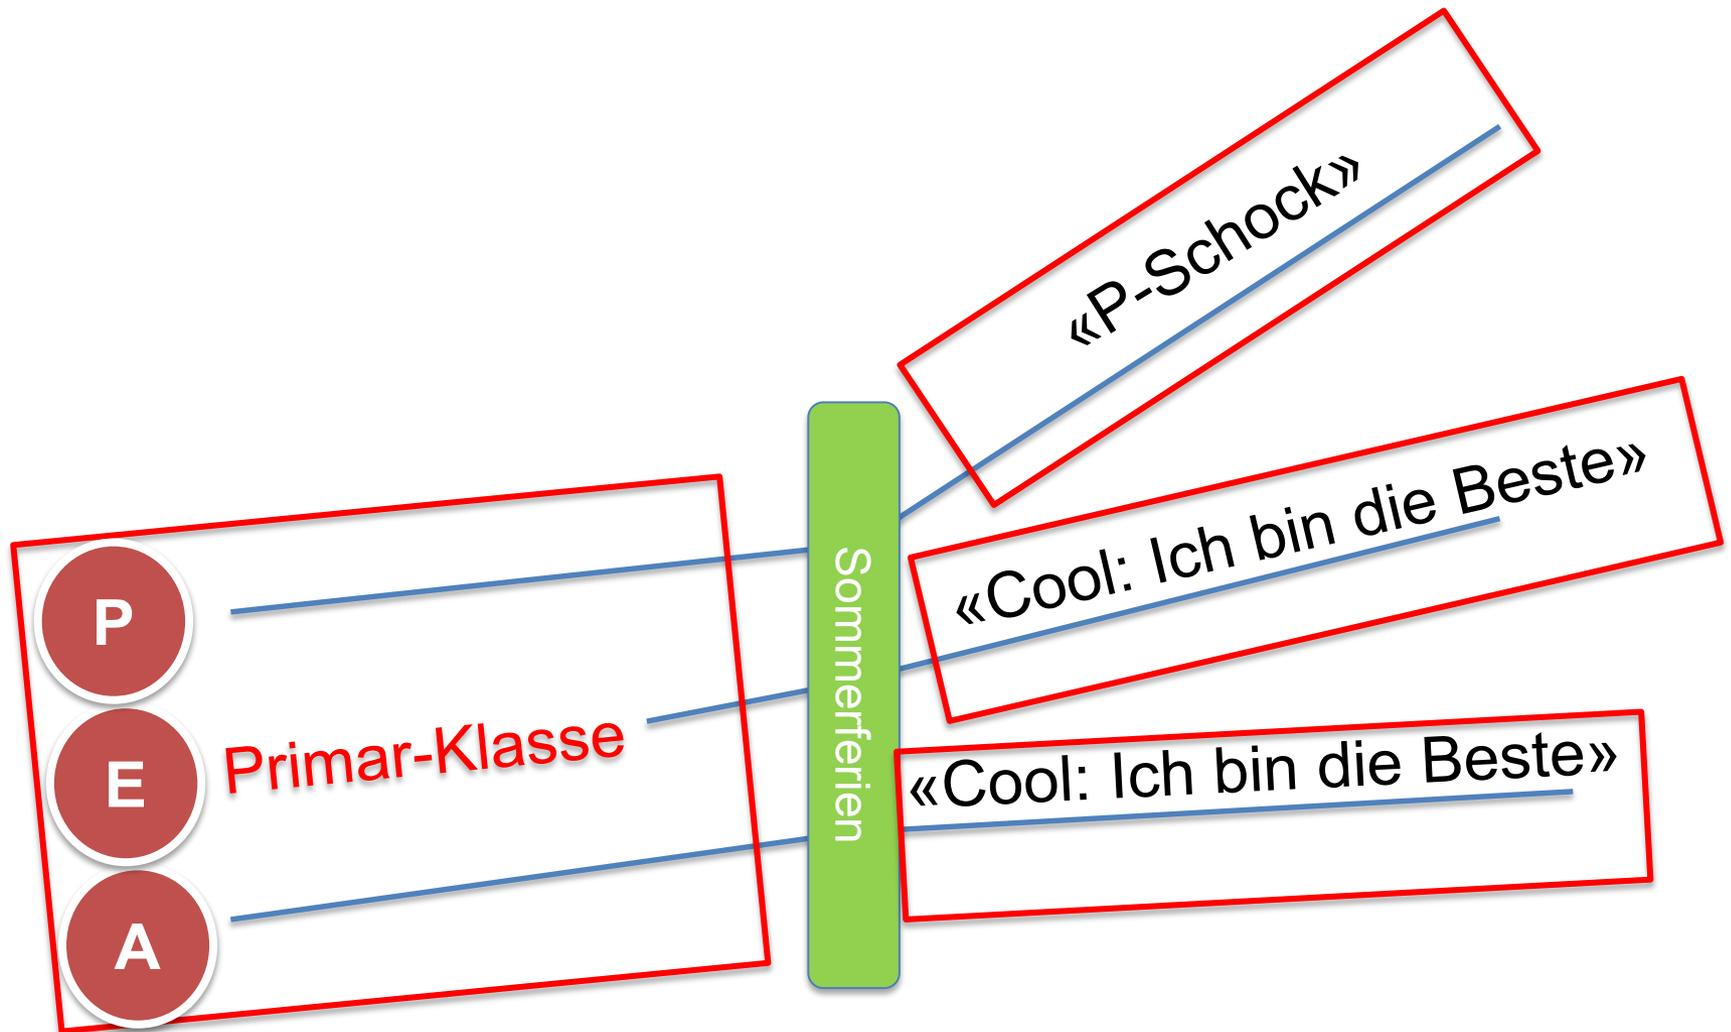 «P-Schock»
«Cool: Ich bin die Beste»
«Cool: Ich bin die Beste»
Sommerferien
P
E
A
Primar-Klasse